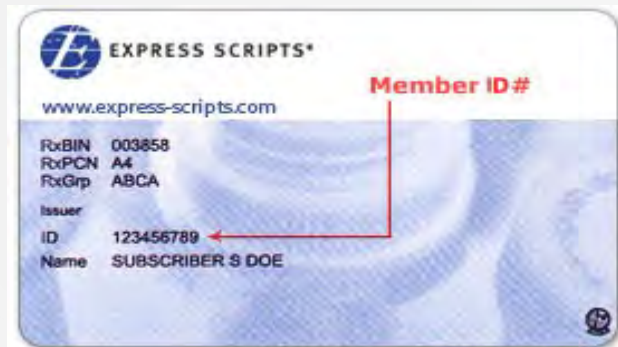 EXPRESS SCRIPTS®
Member ID#
www.express-scripts.com
RxBIN 003858
RxPCN A4
RxGrp ABCA
Issuer
ID 123456789
Name SUBSCRIBER S DOE